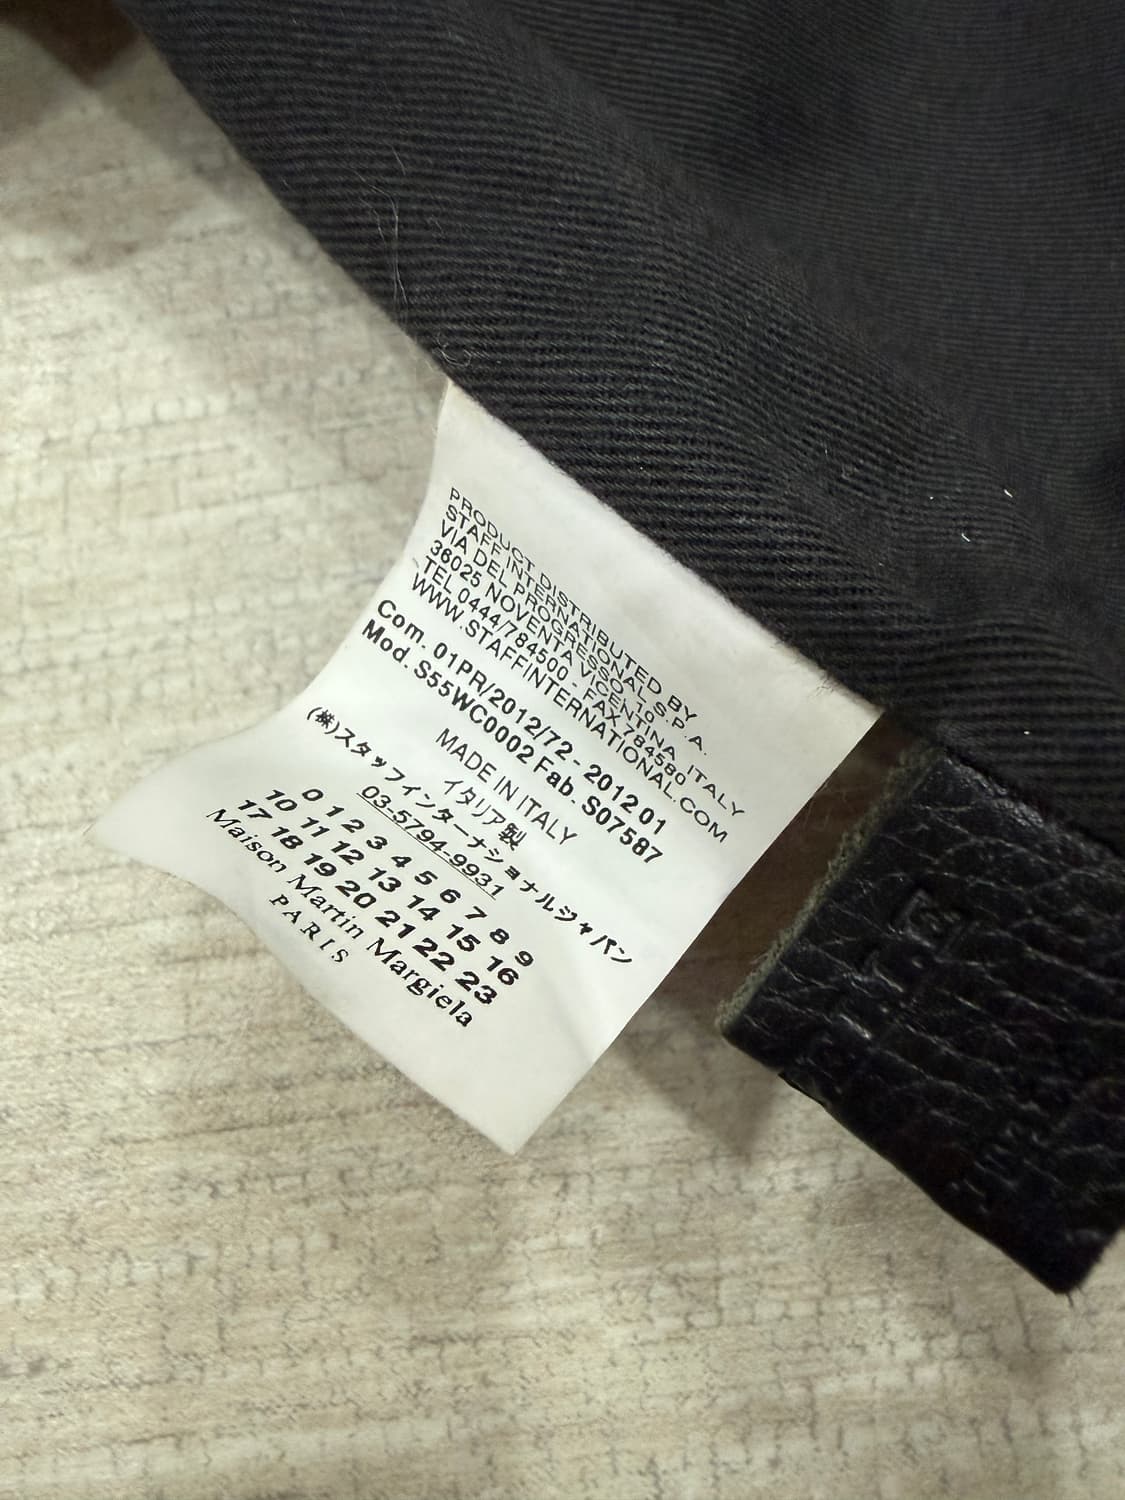 PRODUCT DISTRIBUTED BY
STAFF INTERNATIONAL S.P.A.
VIA DEL PROGRESSO, 10
36025 NOVENTA VICENTINA ITALY
TEL 0444/784500 - FAX 784580
WWW.STAFFINTERNATIONAL.COM
Com. 01PR/2012/72 - 2012 01
Mod. S55WC0002 Fab. S07587
MADE IN ITALY
イタリア製
(株)スタッフインターナショナルジャパン
03-5794-9931
0 1 2 3 4 5 6 7 8 9
10 11 12 13 14 15 16
17 18 19 20 21 22 23
Maison Martin Margiela
PARIS